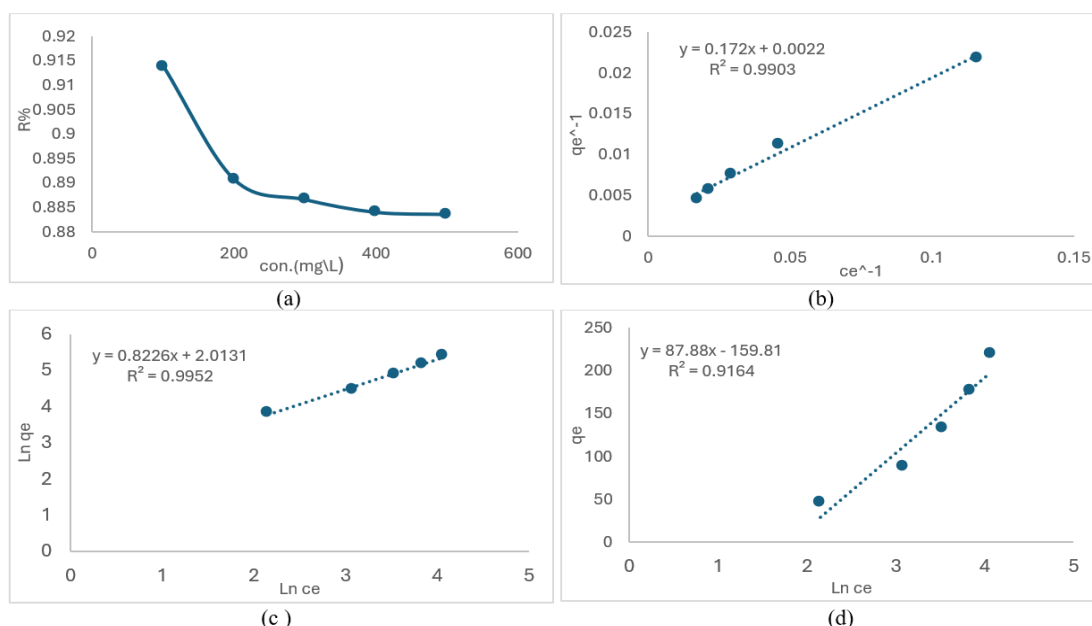 0.92
0.915
0.91
0.905
0.9
0.895
0.89
0.885
0.88
R%
0
200
400
600
con.(mg\L)
(a)
y = 0.172x + 0.0022
R² = 0.9903
0.025
0.02
0.015
0.01
0.005
0
qe^-1
0
0.05
0.1
0.15
ce^-1
(b)
y = 0.8226x + 2.0131
R² = 0.9952
6
5
4
3
2
1
0
Ln qe
0
1
2
3
4
5
Ln ce
(c )
y = 87.88x - 159.81
R² = 0.9164
250
200
150
100
50
0
qe
0
1
2
3
4
5
Ln ce
(d)